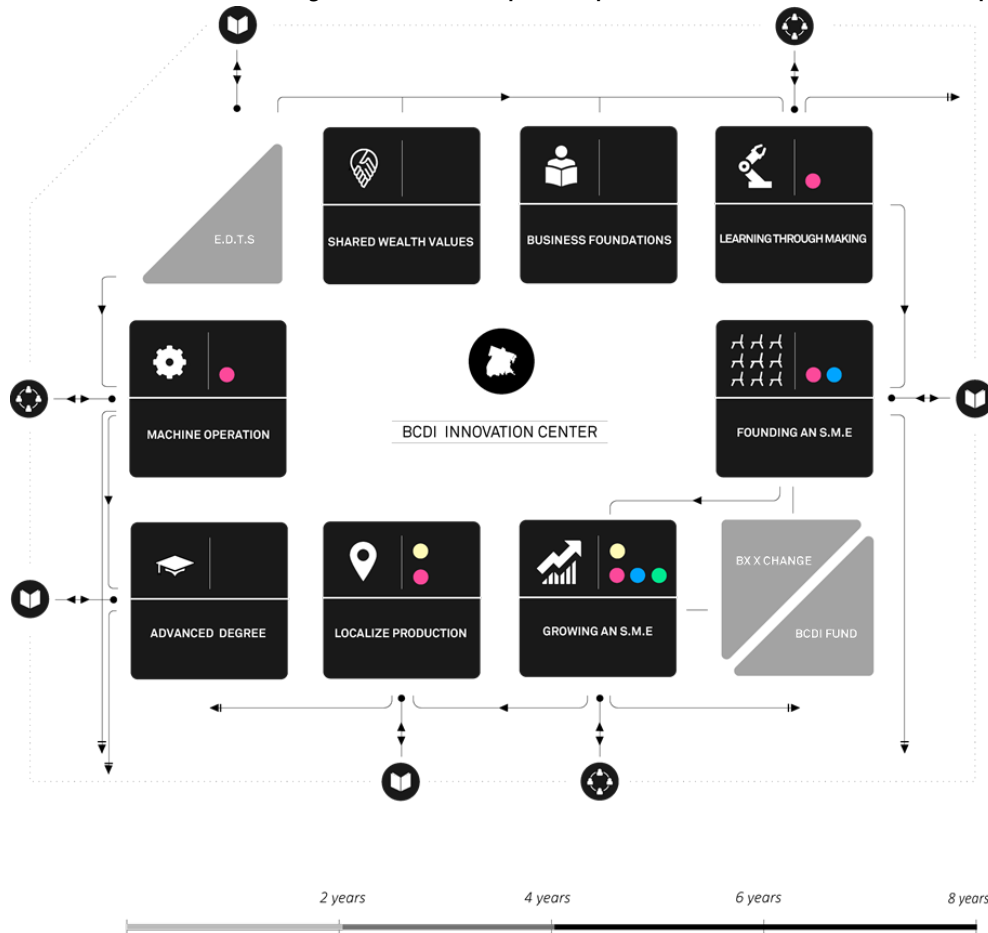 E.D.T.S
SHARED WEALTH VALUES
BUSINESS FOUNDATIONS
LEARNING THROUGH MAKING
MACHINE OPERATION
BCDI INNOVATION CENTER
FOUNDING AN S.M.E
ADVANCED DEGREE
LOCALIZE PRODUCTION
GROWING AN S.M.E
BX X CHANGE
BCDI FUND
2 years
4 years
6 years
8 years